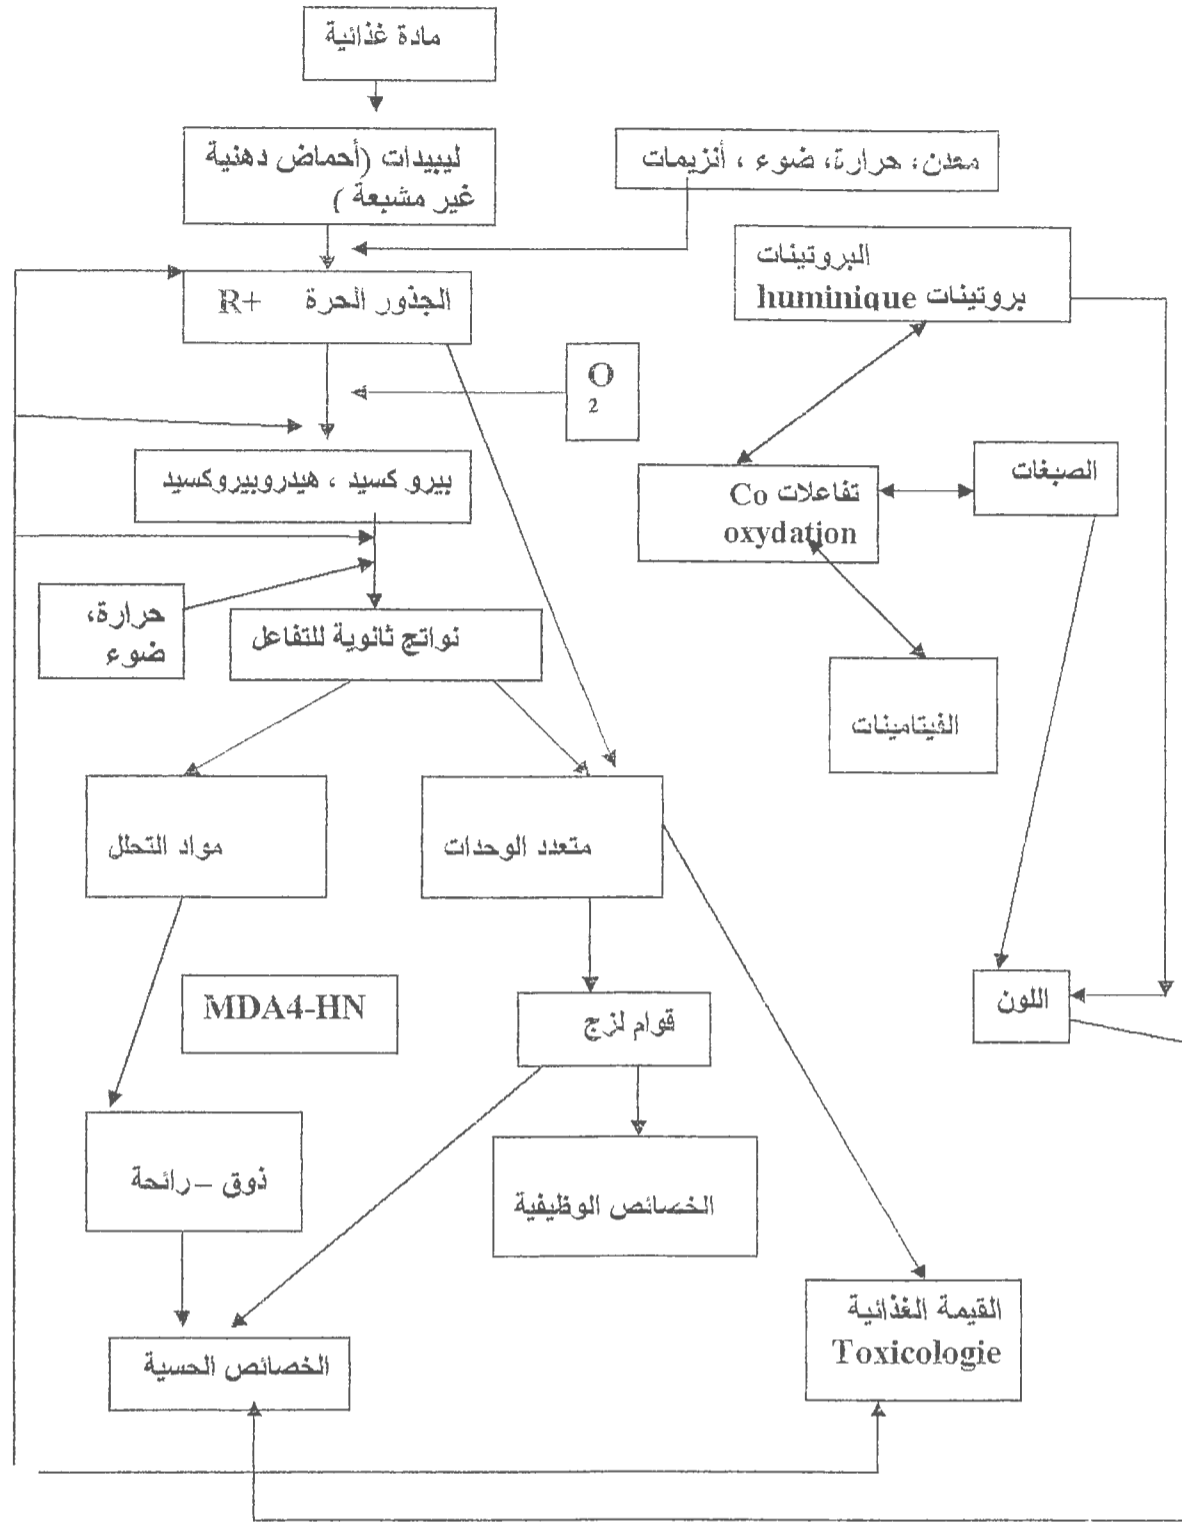 مادة غذائية
ليبيدات (أحماض دهنية
غير مشبعة )
معدن، حرارة، ضوء ، أنزيمات
البروتينات
بروتينات huminique
الجذور الحرة R+
O
2
بيرو كسيد ، هيدروبيروكسيد
تفاعلات Co
oxydation
الصبغات
حرارة،
ضوء
نواتج ثانوية للتفاعل
الفيتامينات
مواد التحلل
متعدد الوحدات
MDA4-HN
قوام لزج
اللون
ذوق – رائحة
الخصائص الوظيفية
القيمة الغذائية
Toxicologie
الخصائص الحسية